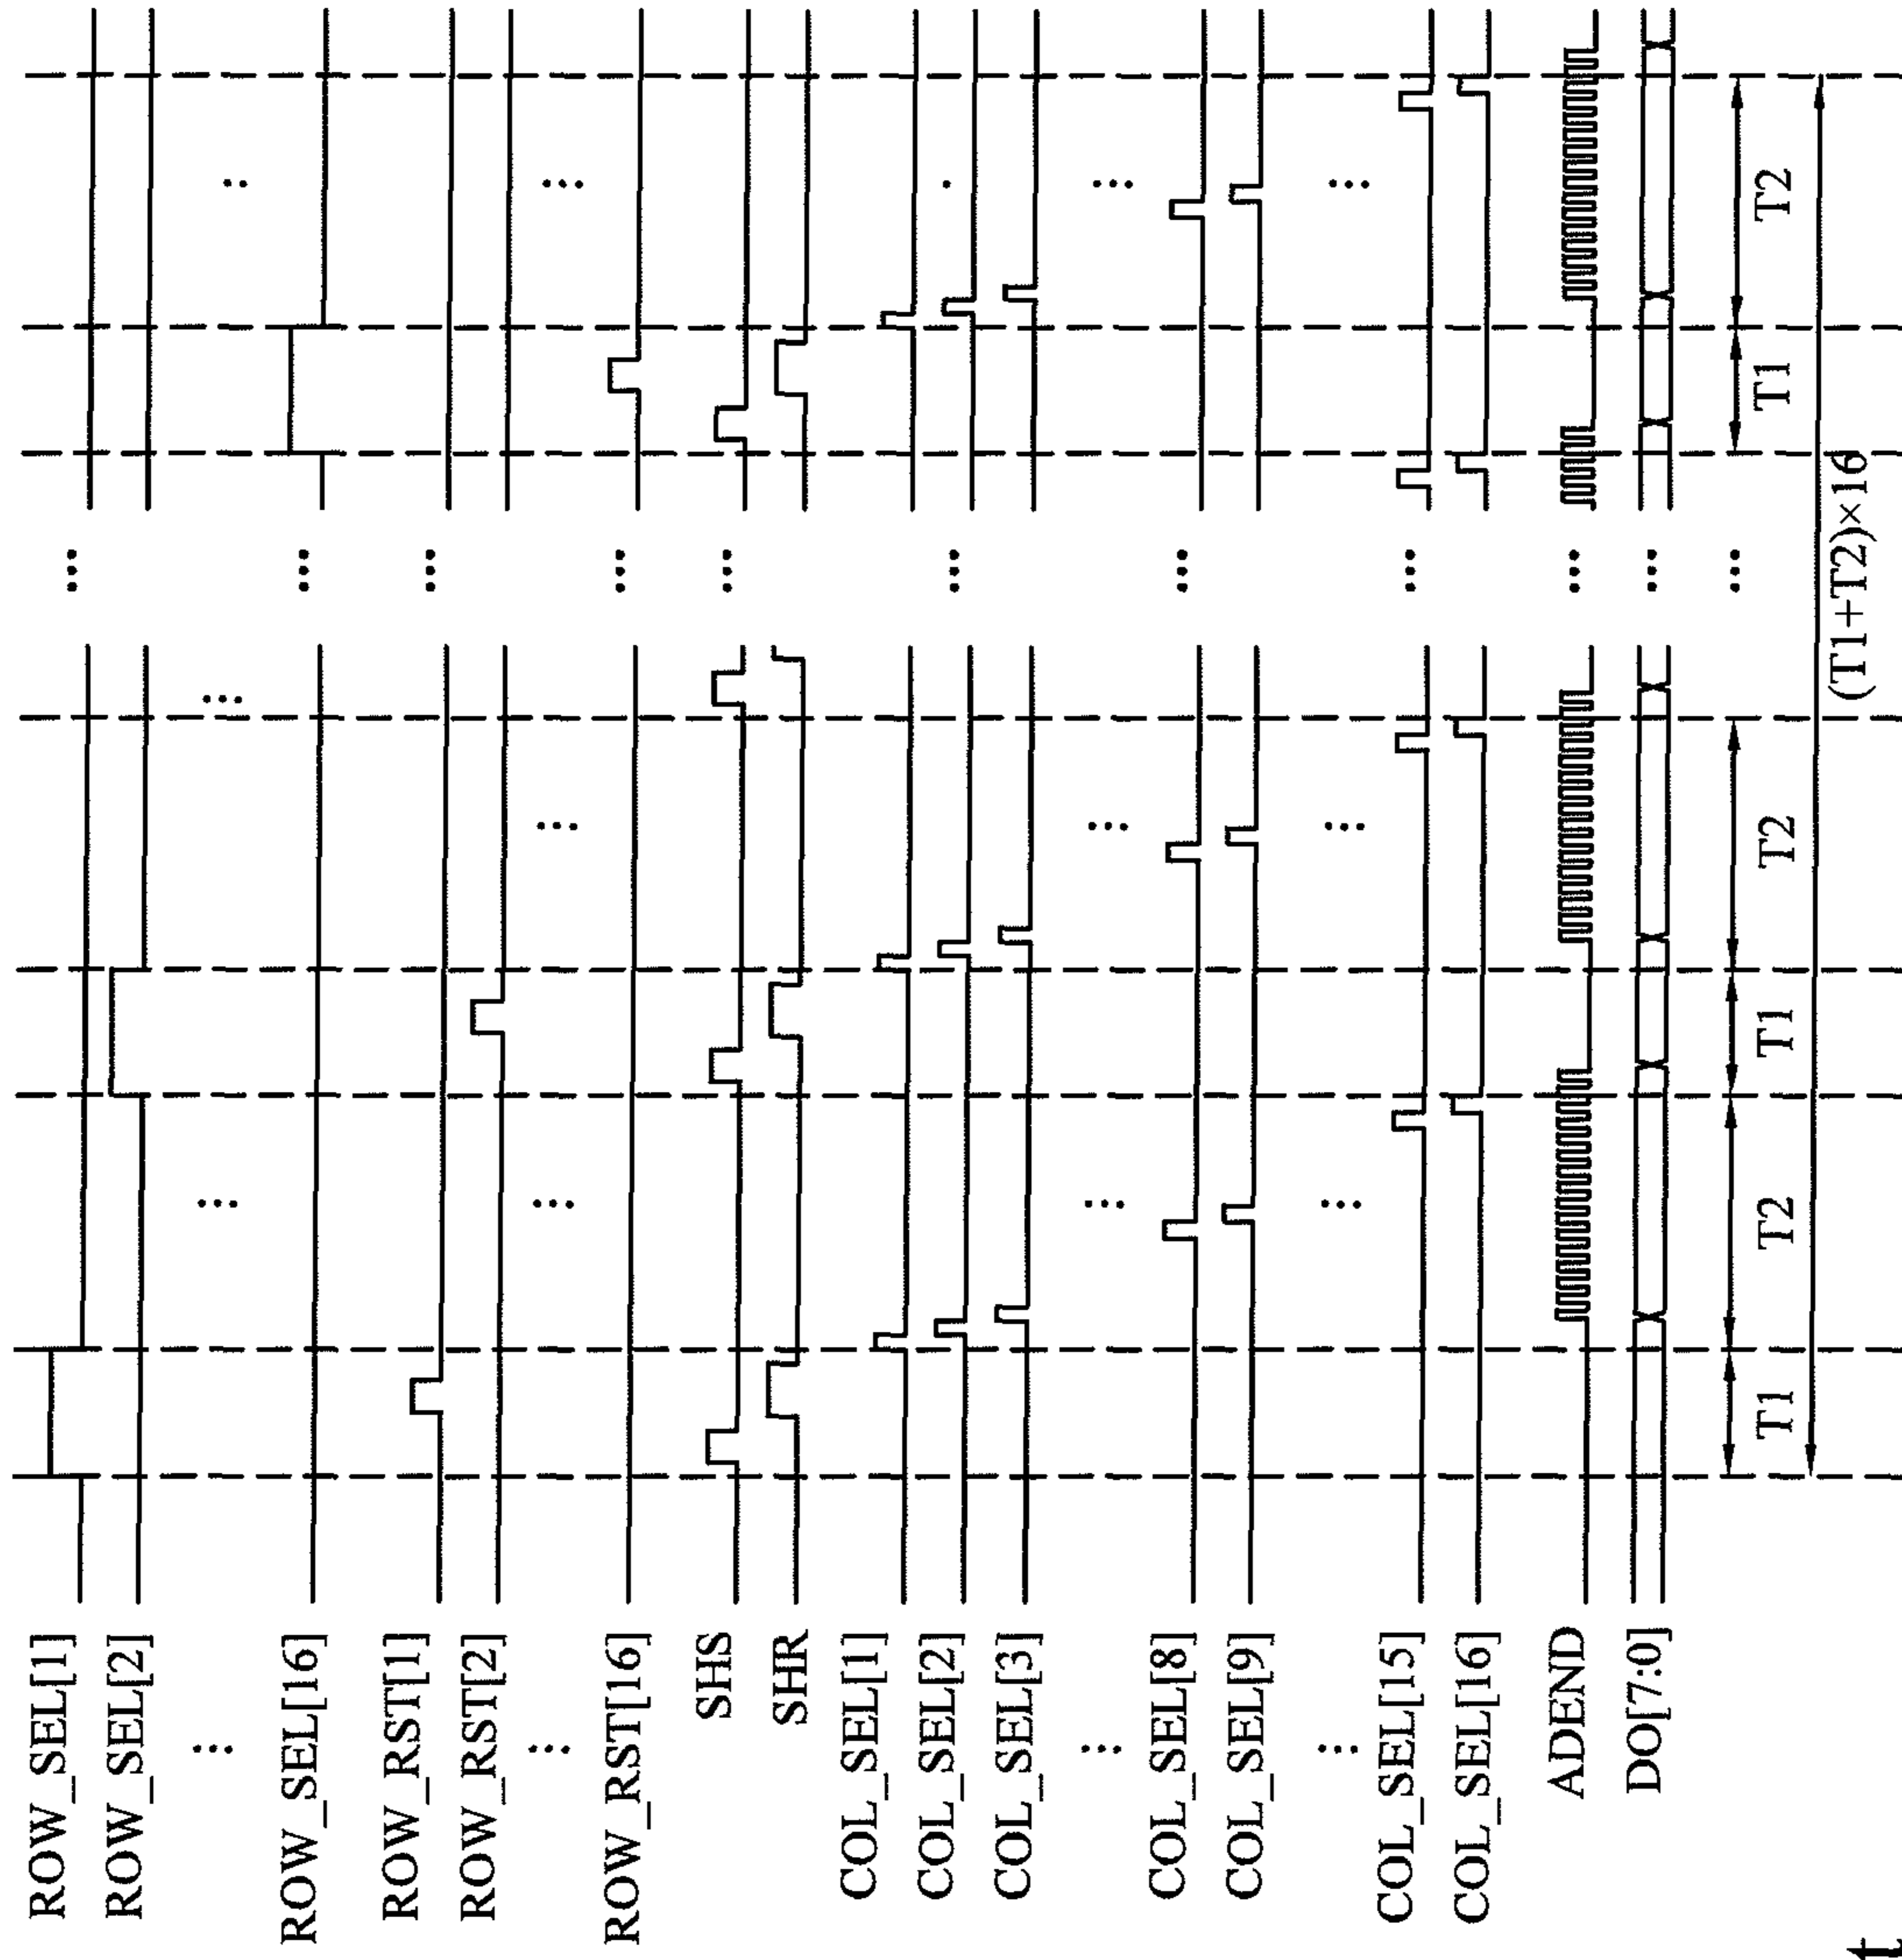 ROW_SEL[1]
ROW_SEL[2]
...
ROW_SEL[16]
ROW_RST[1]
ROW_RST[2]
...
ROW_RST[16]
SHS
SHR
COL_SEL[1]
COL_SEL[2]
COL_SEL[3]
...
COL_SEL[8]
COL_SEL[9]
...
COL_SEL[15]
COL_SEL[16]
ADEND
DO[7:0]
T1 T2 T1 T2 ... T1 T2
(T1+T2)×16
t